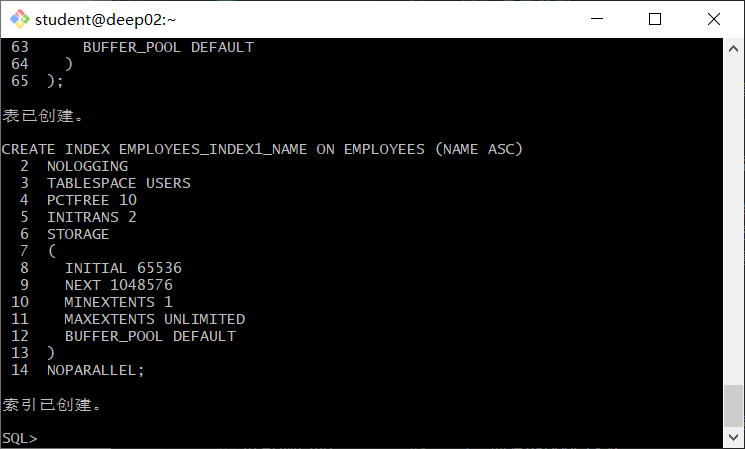 student@deep02:~
63 BUFFER_POOL DEFAULT
64 )
65 );
表已创建。
CREATE INDEX EMPLOYEES_INDEX1_NAME ON EMPLOYEES (NAME ASC)
2 NOLOGGING
3 TABLESPACE USERS
4 PCTFREE 10
5 INITRANS 2
6 STORAGE
7 (
8 INITIAL 65536
9 NEXT 1048576
10 MINEXTENTS 1
11 MAXEXTENTS UNLIMITED
12 BUFFER_POOL DEFAULT
13 )
14 NOPARALLEL;
索引已创建。
SQL>